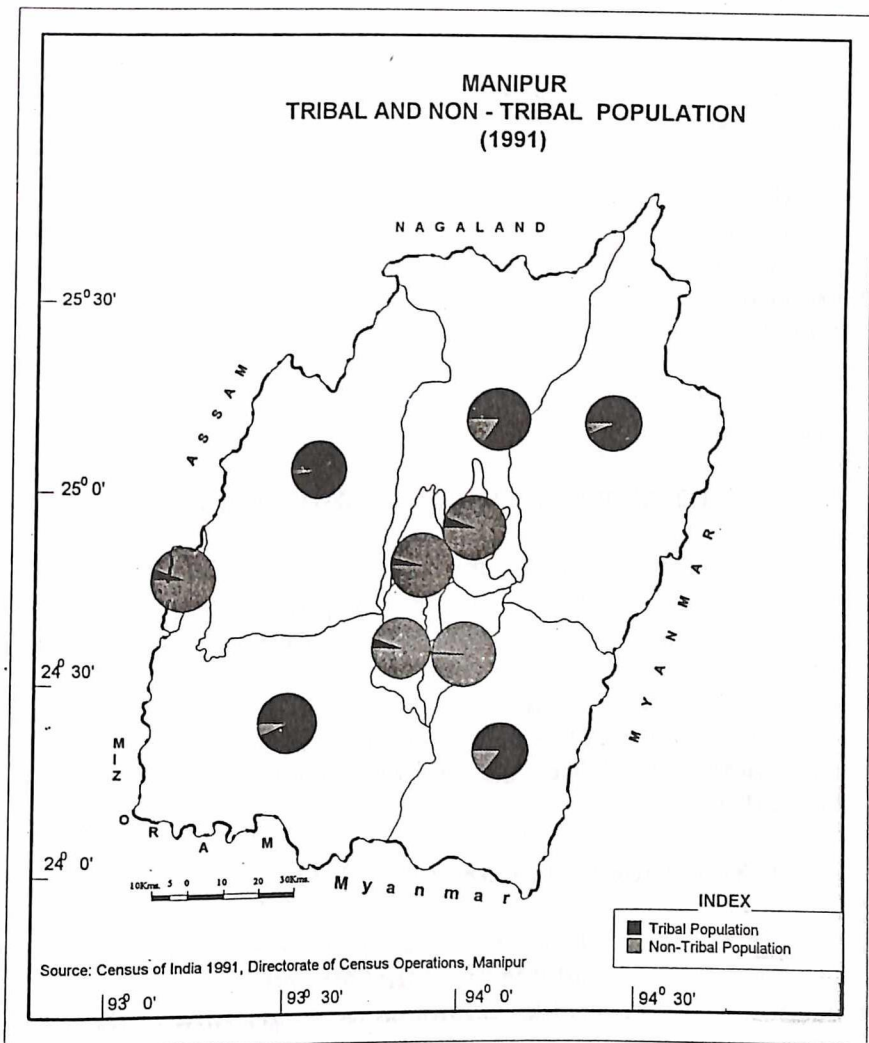 MANIPUR
TRIBAL AND NON - TRIBAL POPULATION
(1991)
NAGALAND
25° 30'
ASSAM
25° 0'
MYANMAR
24° 30'
MIZORAM
24° 0'
10Kms. 5 0 10 20 30Kms.
Myanmar
INDEX
Tribal Population
Non-Tribal Population
Source: Census of India 1991, Directorate of Census Operations, Manipur
93° 0' 93° 30' 94° 0' 94° 30'